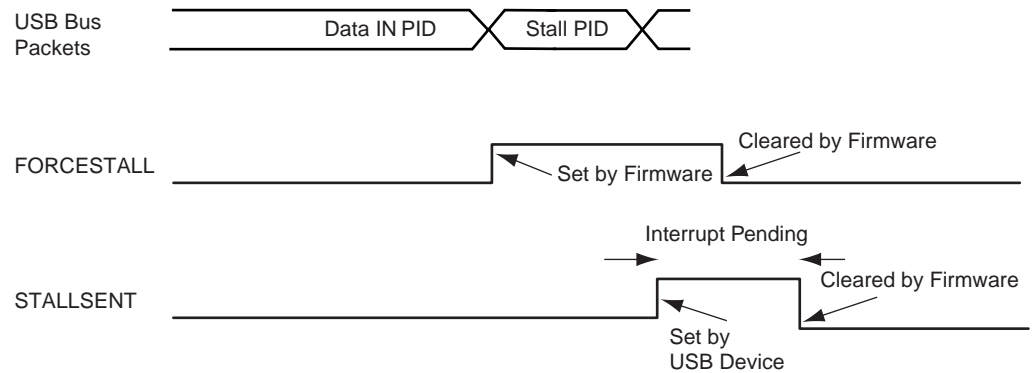 USB Bus
Packets
Data IN PID
Stall PID
FORCESTALL
Set by Firmware
Cleared by Firmware
Interrupt Pending
STALLSENT
Cleared by Firmware
Set by
USB Device